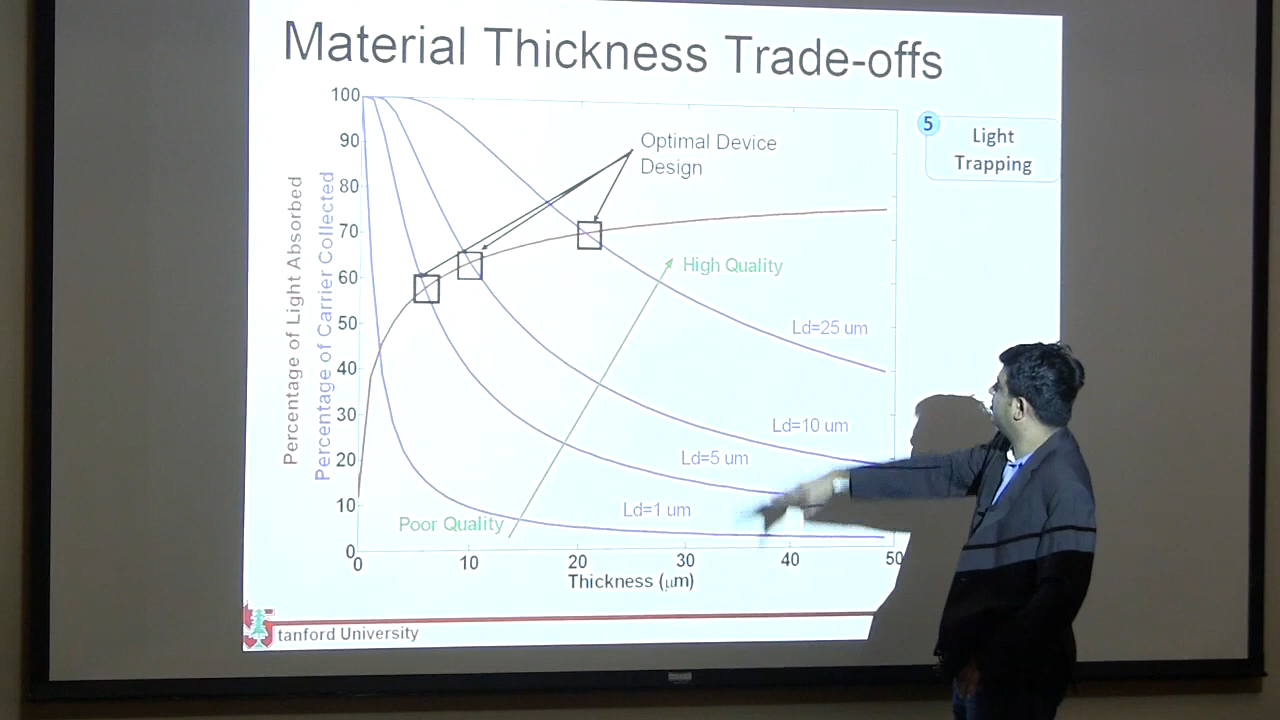 Material Thickness Trade-offs
5
Light
Trapping
Optimal Device
Design
High Quality
Poor Quality
Ld=25 um
Ld=10 um
Ld=5 um
Ld=1 um
Percentage of Light Absorbed
Percentage of Carrier Collected
100
90
80
70
60
50
40
30
20
10
0
0
10
20
30
40
50
Thickness (μm)
tanford University